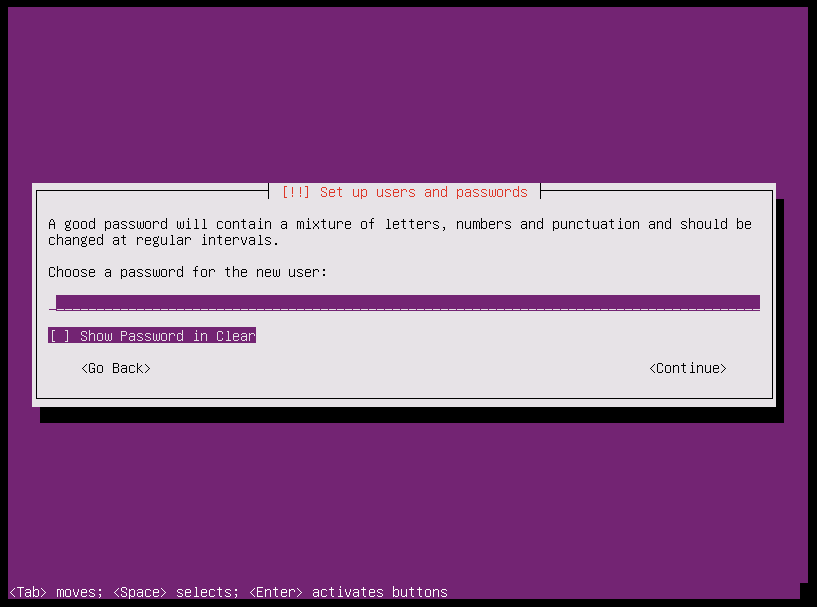 [!!] Set up users and passwords
A good password will contain a mixture of letters, numbers and punctuation and should be
changed at regular intervals.
Choose a password for the new user:
[ ] Show Password in Clear
<Go Back> <Continue>
<Tab> moves; <Space> selects; <Enter> activates buttons